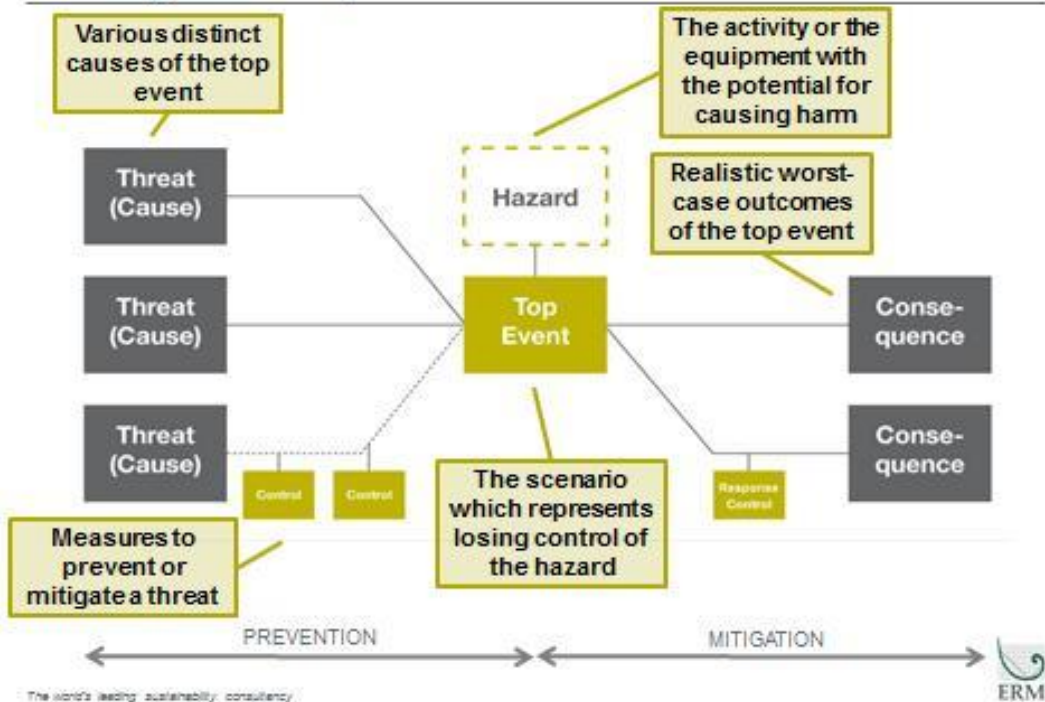 Various distinct
causes of the top
event
The activity or the
equipment with
the potential for
causing harm
Threat
(Cause)
Hazard
Realistic worst-
case outcomes
of the top event
Threat
(Cause)
Top
Event
Conse-
quence
Threat
(Cause)
Control
Control
The scenario
which represents
losing control of
the hazard
Response
Control
Conse-
quence
Measures to
prevent or
mitigate a threat
PREVENTION
MITIGATION
The world's leading sustainability consultancy
ERM